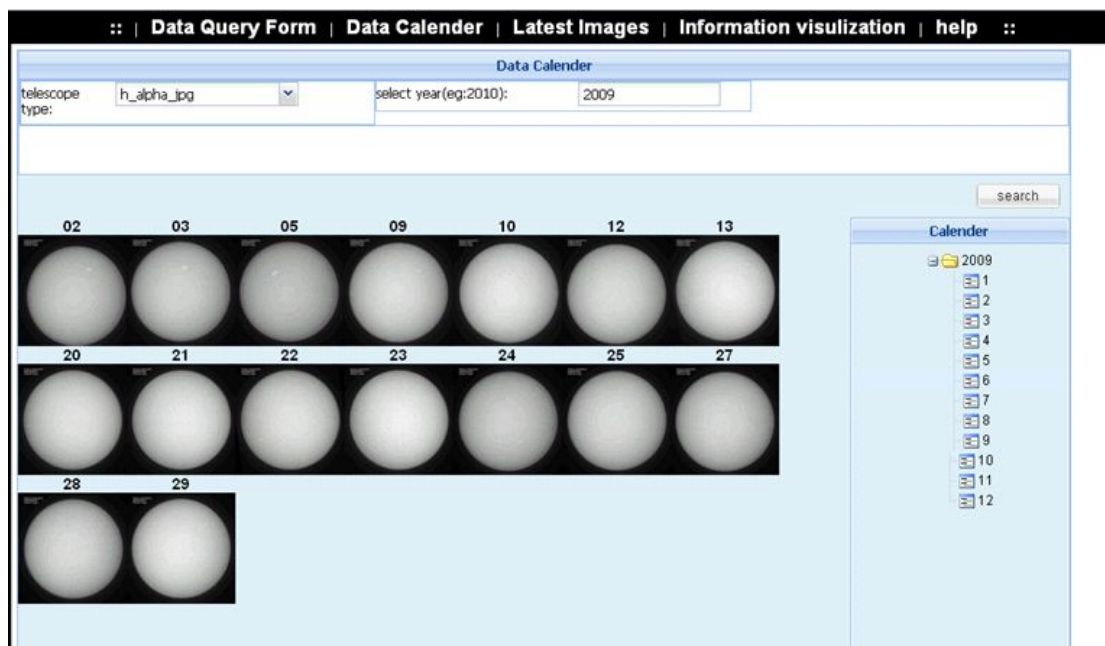 :: | Data Query Form | Data Calender | Latest Images | Information visulization | help ::
Data Calender
telescope type:
h_alpha_jpg
select year(eg:2010):
2009
search
02 03 05 09 10 12 13
20 21 22 23 24 25 27
28 29
Calender
2009
1
2
3
4
5
6
7
8
9
10
11
12